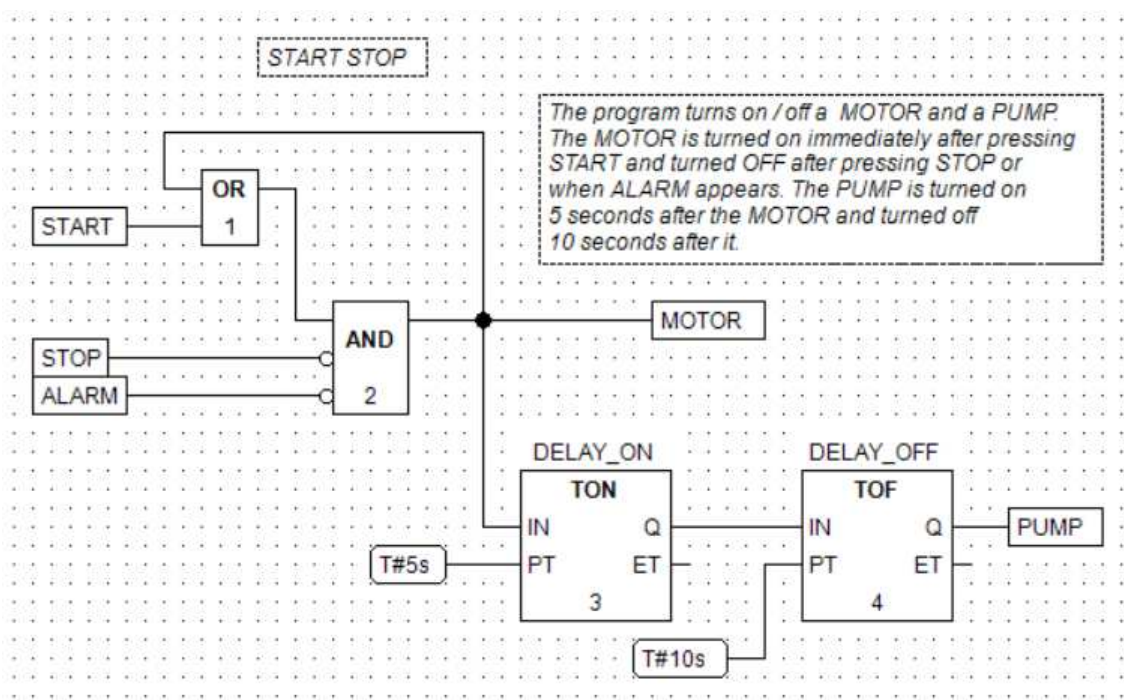 START STOP
The program turns on / off a MOTOR and a PUMP.
The MOTOR is turned on immediately after pressing
START and turned OFF after pressing STOP or
when ALARM appears. The PUMP is turned on
5 seconds after the MOTOR and turned off
10 seconds after it.
OR
START
1
MOTOR
AND
STOP
ALARM
2
DELAY_ON
DELAY_OFF
TON
TOF
IN Q
IN Q
PUMP
T#5s
PT ET
PT ET
3
4
T#10s